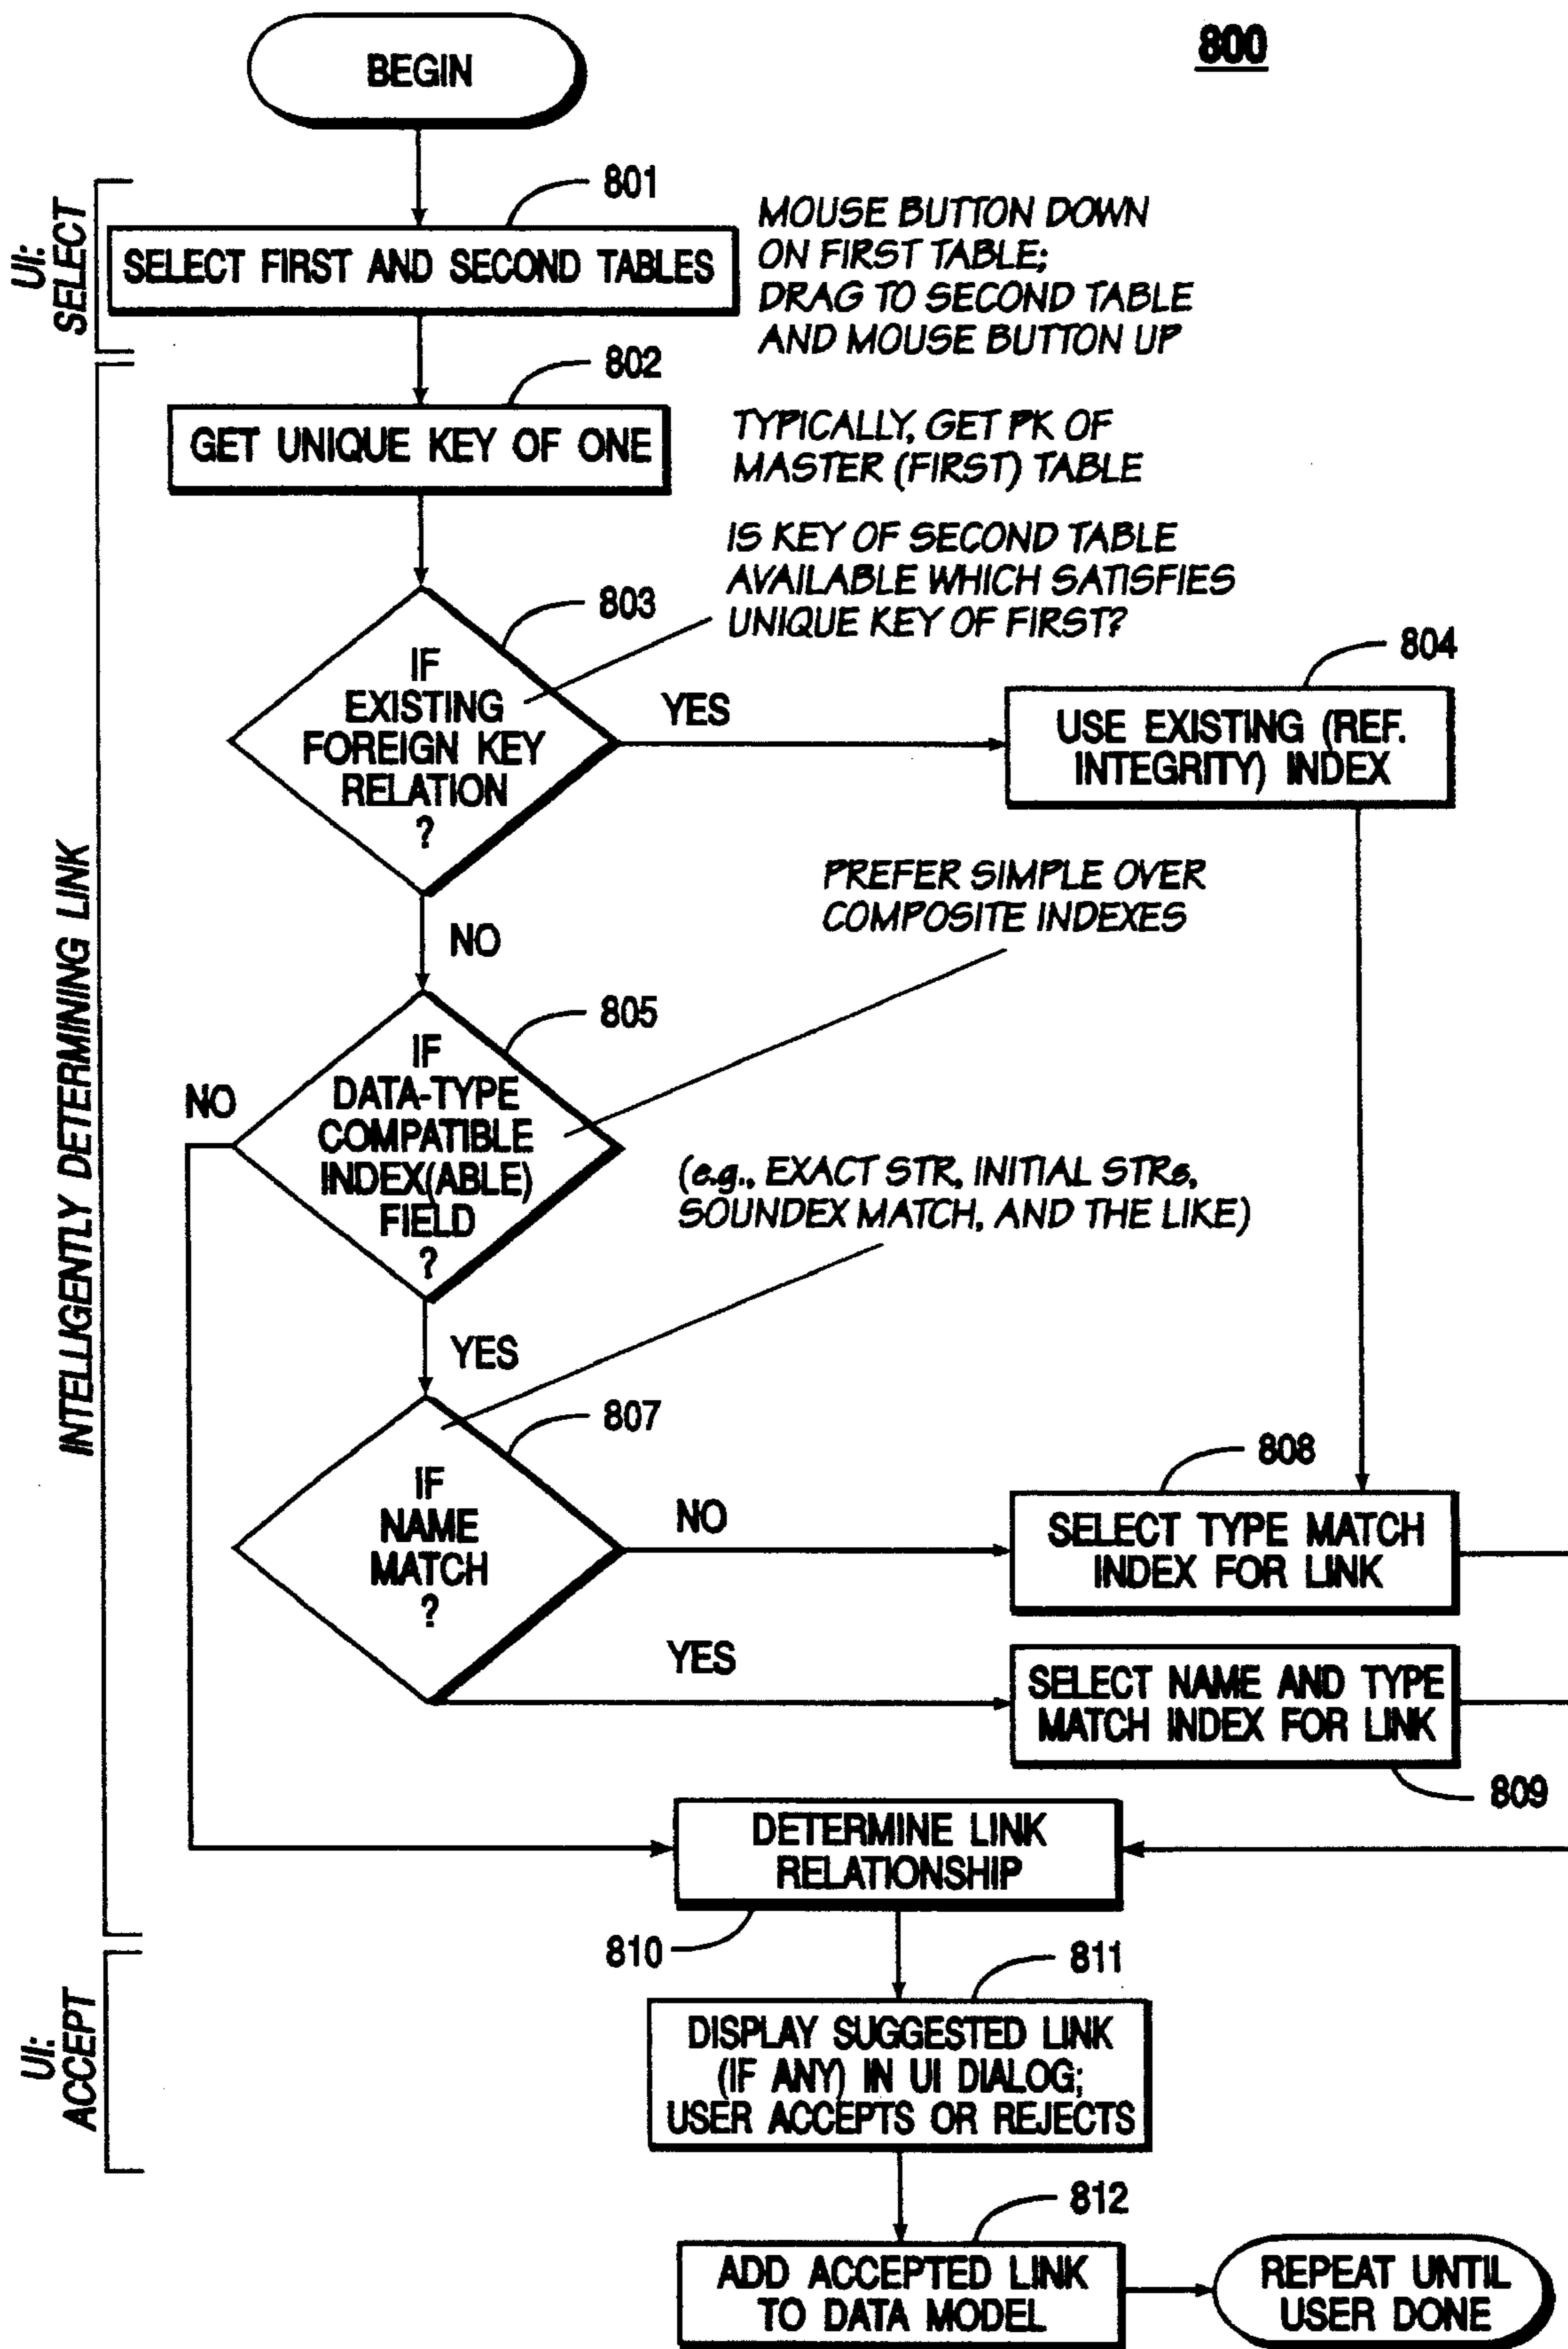 800
BEGIN
UI:
SELECT
801
SELECT FIRST AND SECOND TABLES
MOUSE BUTTON DOWN
ON FIRST TABLE;
DRAG TO SECOND TABLE
AND MOUSE BUTTON UP
INTELLIGENTLY DETERMINING LINK
802
GET UNIQUE KEY OF ONE
TYPICALLY, GET PK OF
MASTER (FIRST) TABLE
IS KEY OF SECOND TABLE
AVAILABLE WHICH SATISFIES
UNIQUE KEY OF FIRST?
803
IF
EXISTING
FOREIGN KEY
RELATION
?
YES
804
USE EXISTING (REF.
INTEGRITY) INDEX
NO
PREFER SIMPLE OVER
COMPOSITE INDEXES
805
IF
DATA-TYPE
COMPATIBLE
INDEX(ABLE)
FIELD
?
NO
YES
(e.g., EXACT STR, INITIAL STRs,
SOUNDEX MATCH, AND THE LIKE)
807
IF
NAME
MATCH
?
NO
808
SELECT TYPE MATCH
INDEX FOR LINK
YES
SELECT NAME AND TYPE
MATCH INDEX FOR LINK
809
DETERMINE LINK
RELATIONSHIP
810
UI:
ACCEPT
811
DISPLAY SUGGESTED LINK
(IF ANY) IN UI DIALOG;
USER ACCEPTS OR REJECTS
812
ADD ACCEPTED LINK
TO DATA MODEL
REPEAT UNTIL
USER DONE